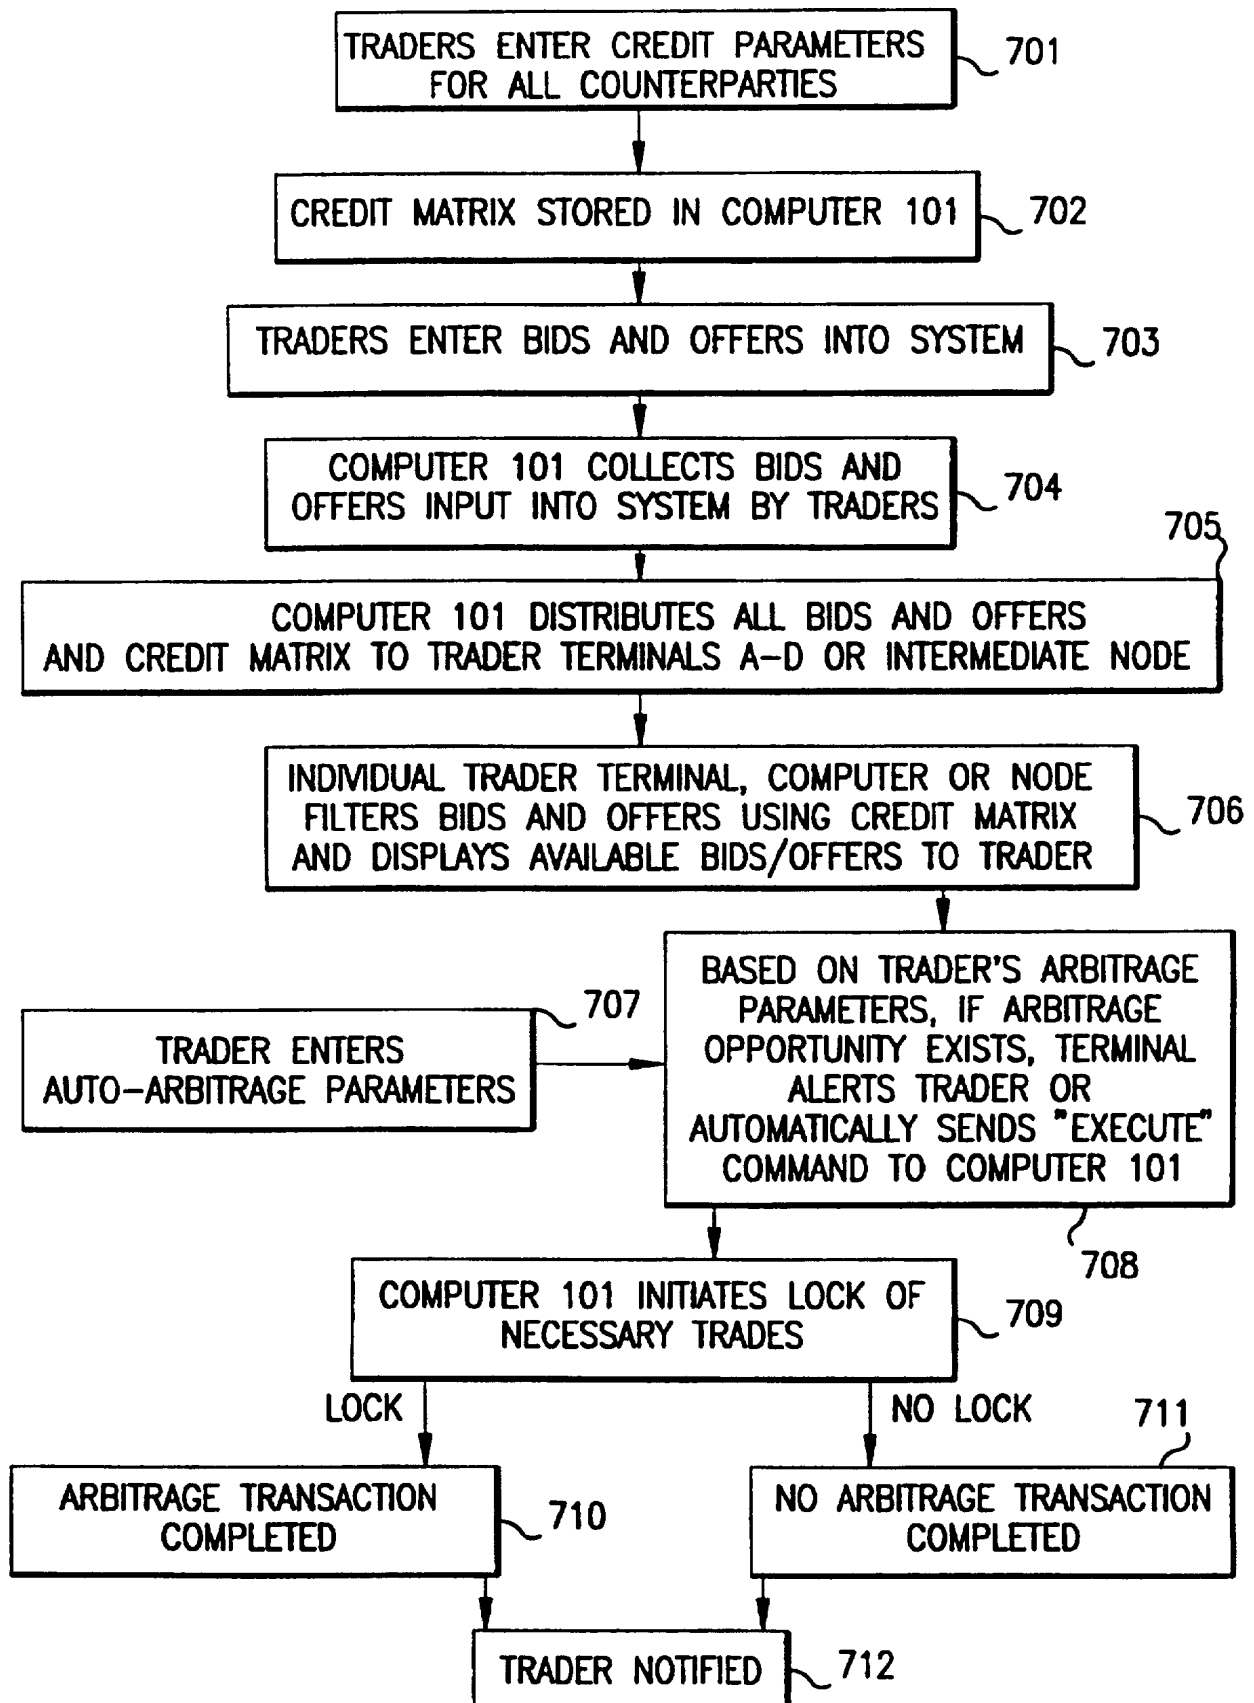 TRADERS ENTER CREDIT PARAMETERS
FOR ALL COUNTERPARTIES
701
CREDIT MATRIX STORED IN COMPUTER 101
702
TRADERS ENTER BIDS AND OFFERS INTO SYSTEM
703
COMPUTER 101 COLLECTS BIDS AND
OFFERS INPUT INTO SYSTEM BY TRADERS
704
705
COMPUTER 101 DISTRIBUTES ALL BIDS AND OFFERS
AND CREDIT MATRIX TO TRADER TERMINALS A-D OR INTERMEDIATE NODE
INDIVIDUAL TRADER TERMINAL, COMPUTER OR NODE
FILTERS BIDS AND OFFERS USING CREDIT MATRIX
AND DISPLAYS AVAILABLE BIDS/OFFERS TO TRADER
706
707
TRADER ENTERS
AUTO-ARBITRAGE PARAMETERS
BASED ON TRADER'S ARBITRAGE
PARAMETERS, IF ARBITRAGE
OPPORTUNITY EXISTS, TERMINAL
ALERTS TRADER OR
AUTOMATICALLY SENDS "EXECUTE"
COMMAND TO COMPUTER 101
708
COMPUTER 101 INITIATES LOCK OF
NECESSARY TRADES
709
LOCK
NO LOCK
711
ARBITRAGE TRANSACTION
COMPLETED
710
NO ARBITRAGE TRANSACTION
COMPLETED
TRADER NOTIFIED
712